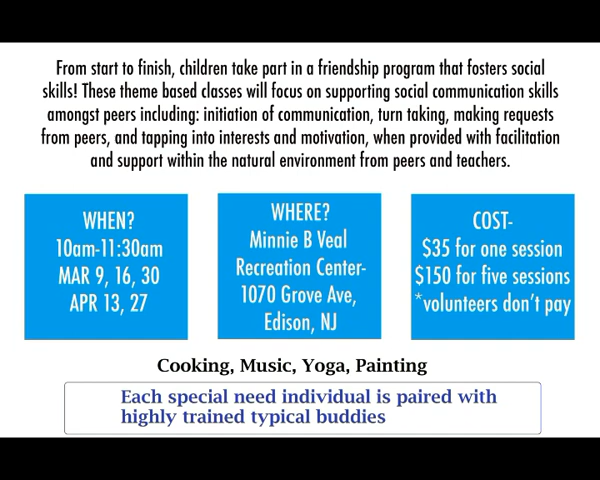 From start to finish, children take part in a friendship program that fosters social
skills! These theme based classes will focus on supporting social communication skills
amongst peers including: initiation of communication, turn taking, making requests
from peers, and tapping into interests and motivation, when provided with facilitation
and support within the natural environment from peers and teachers.
WHEN?
10am-11:30am
MAR 9, 16, 30
APR 13, 27
WHERE?
Minnie B Veal
Recreation Center-
1070 Grove Ave,
Edison, NJ
COST-
$35 for one session
$150 for five sessions
*volunteers don't pay
Cooking, Music, Yoga, Painting
Each special need individual is paired with
highly trained typical buddies